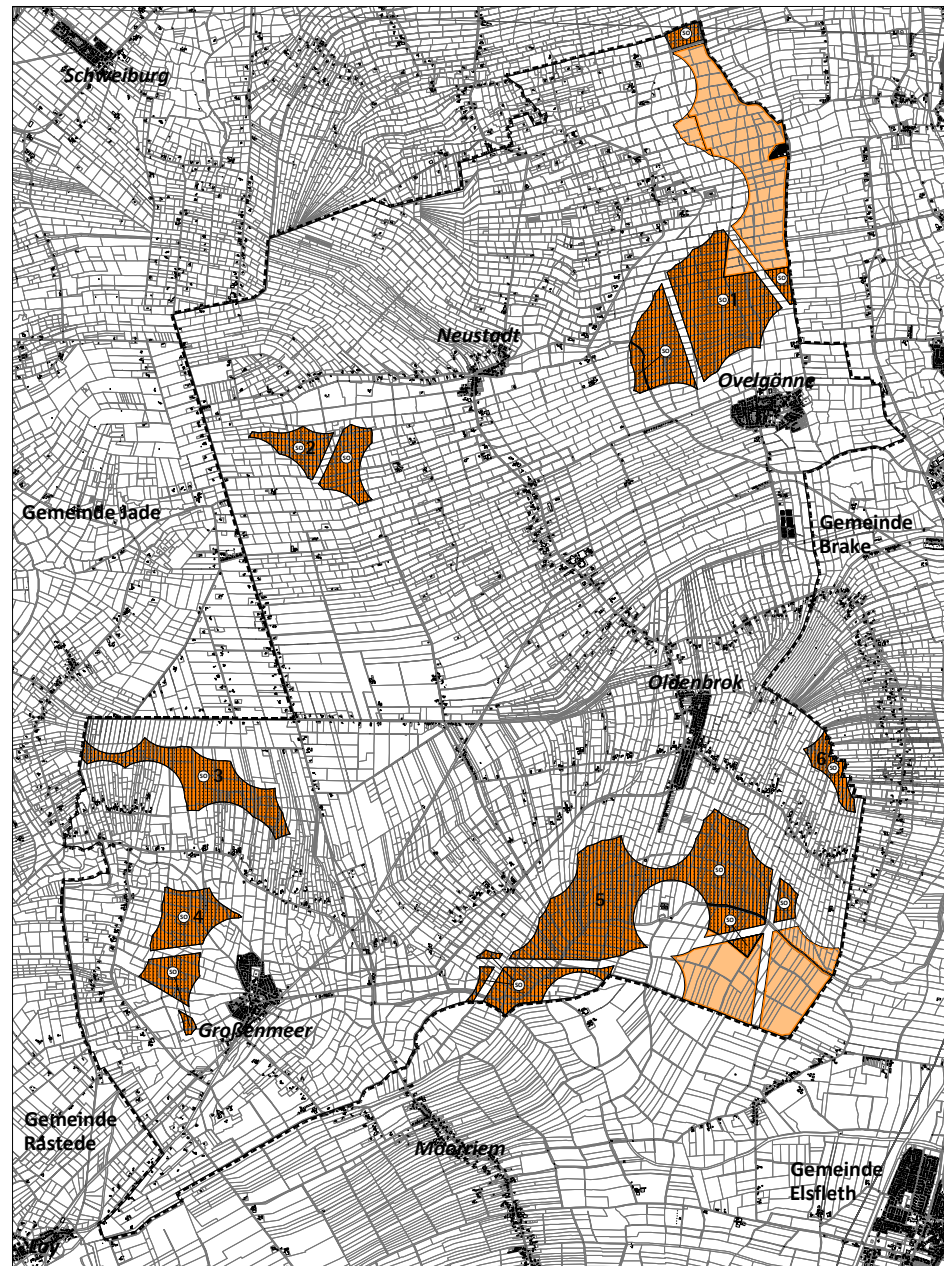 SO
Schweiburg
SO
SO
1
Neustadt
SO
Ovelgönne
SO
2
SO
Gemeinde Jade
Gemeinde
Brake
Oldenbrok
6
SO
SO
3
SO
5
SO
SO
4
SO
SO
SO
Großenmeer
Gemeinde
Rastede
Moorriem
Gemeinde
Elsfleth
Loy